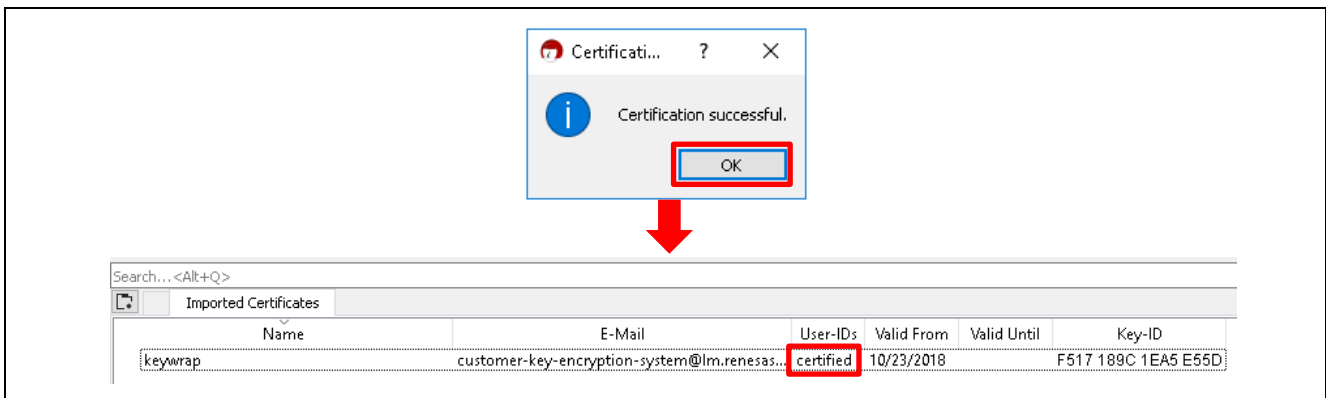 Certificati... ? ×
Certification successful.
OK
Search...<Alt+Q>
Imported Certificates
Name E-Mail User-IDs Valid From Valid Until Key-ID
keywrap customer-key-encryption-system@lm.renesas... certified 10/23/2018 F517 189C 1EA5 E55D